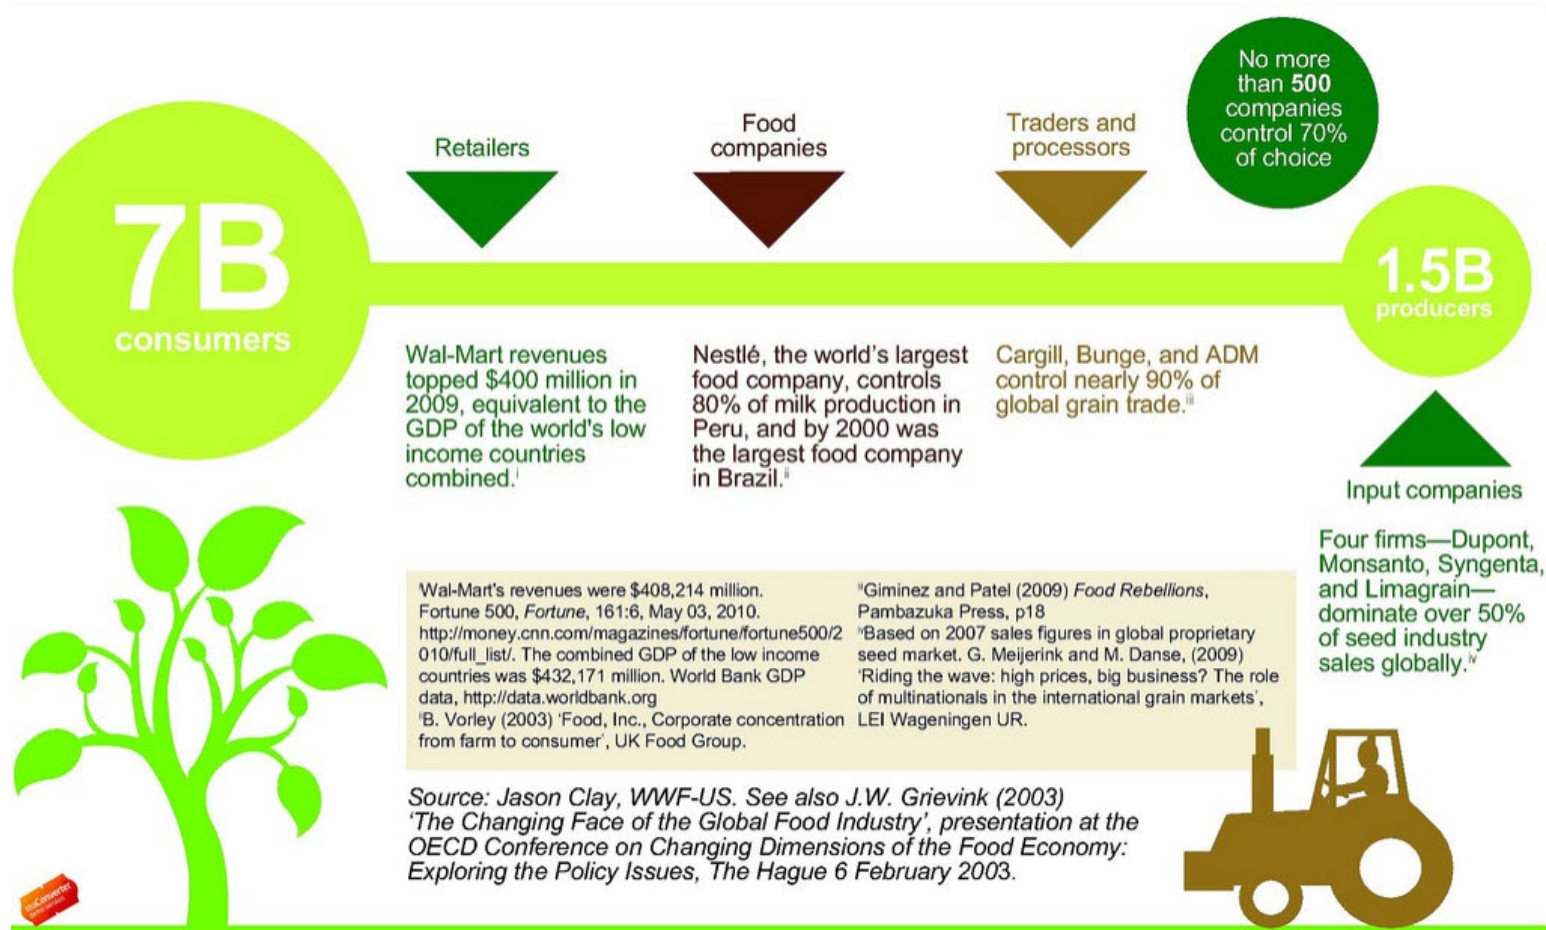 No more
than 500
companies
control 70%
of choice
Retailers
Food
companies
Traders and
processors
7B
consumers
1.5B
producers
Wal-Mart revenues
topped $400 million in
2009, equivalent to the
GDP of the world's low
income countries
combined.ⁱ
Nestlé, the world's largest
food company, controls
80% of milk production in
Peru, and by 2000 was
the largest food company
in Brazil.ⁱⁱ
Cargill, Bunge, and ADM
control nearly 90% of
global grain trade.ⁱⁱⁱ
Input companies
Four firms—Dupont,
Monsanto, Syngenta,
and Limagrain—
dominate over 50%
of seed industry
sales globally.ⁱᵛ
ⁱWal-Mart's revenues were $408,214 million.
Fortune 500, Fortune, 161:6, May 03, 2010.
http://money.cnn.com/magazines/fortune/fortune500/2
010/full_list/. The combined GDP of the low income
countries was $432,171 million. World Bank GDP
data, http://data.worldbank.org
ⁱⁱB. Vorley (2003) 'Food, Inc., Corporate concentration
from farm to consumer', UK Food Group.
ⁱⁱⁱGiminez and Patel (2009) Food Rebellions,
Pambazuka Press, p18
ⁱᵛBased on 2007 sales figures in global proprietary
seed market. G. Meijerink and M. Danse, (2009)
'Riding the wave: high prices, big business? The role
of multinationals in the international grain markets',
LEI Wageningen UR.
Source: Jason Clay, WWF-US. See also J.W. Grievink (2003)
'The Changing Face of the Global Food Industry', presentation at the
OECD Conference on Changing Dimensions of the Food Economy:
Exploring the Policy Issues, The Hague 6 February 2003.
reaConverter
demo version